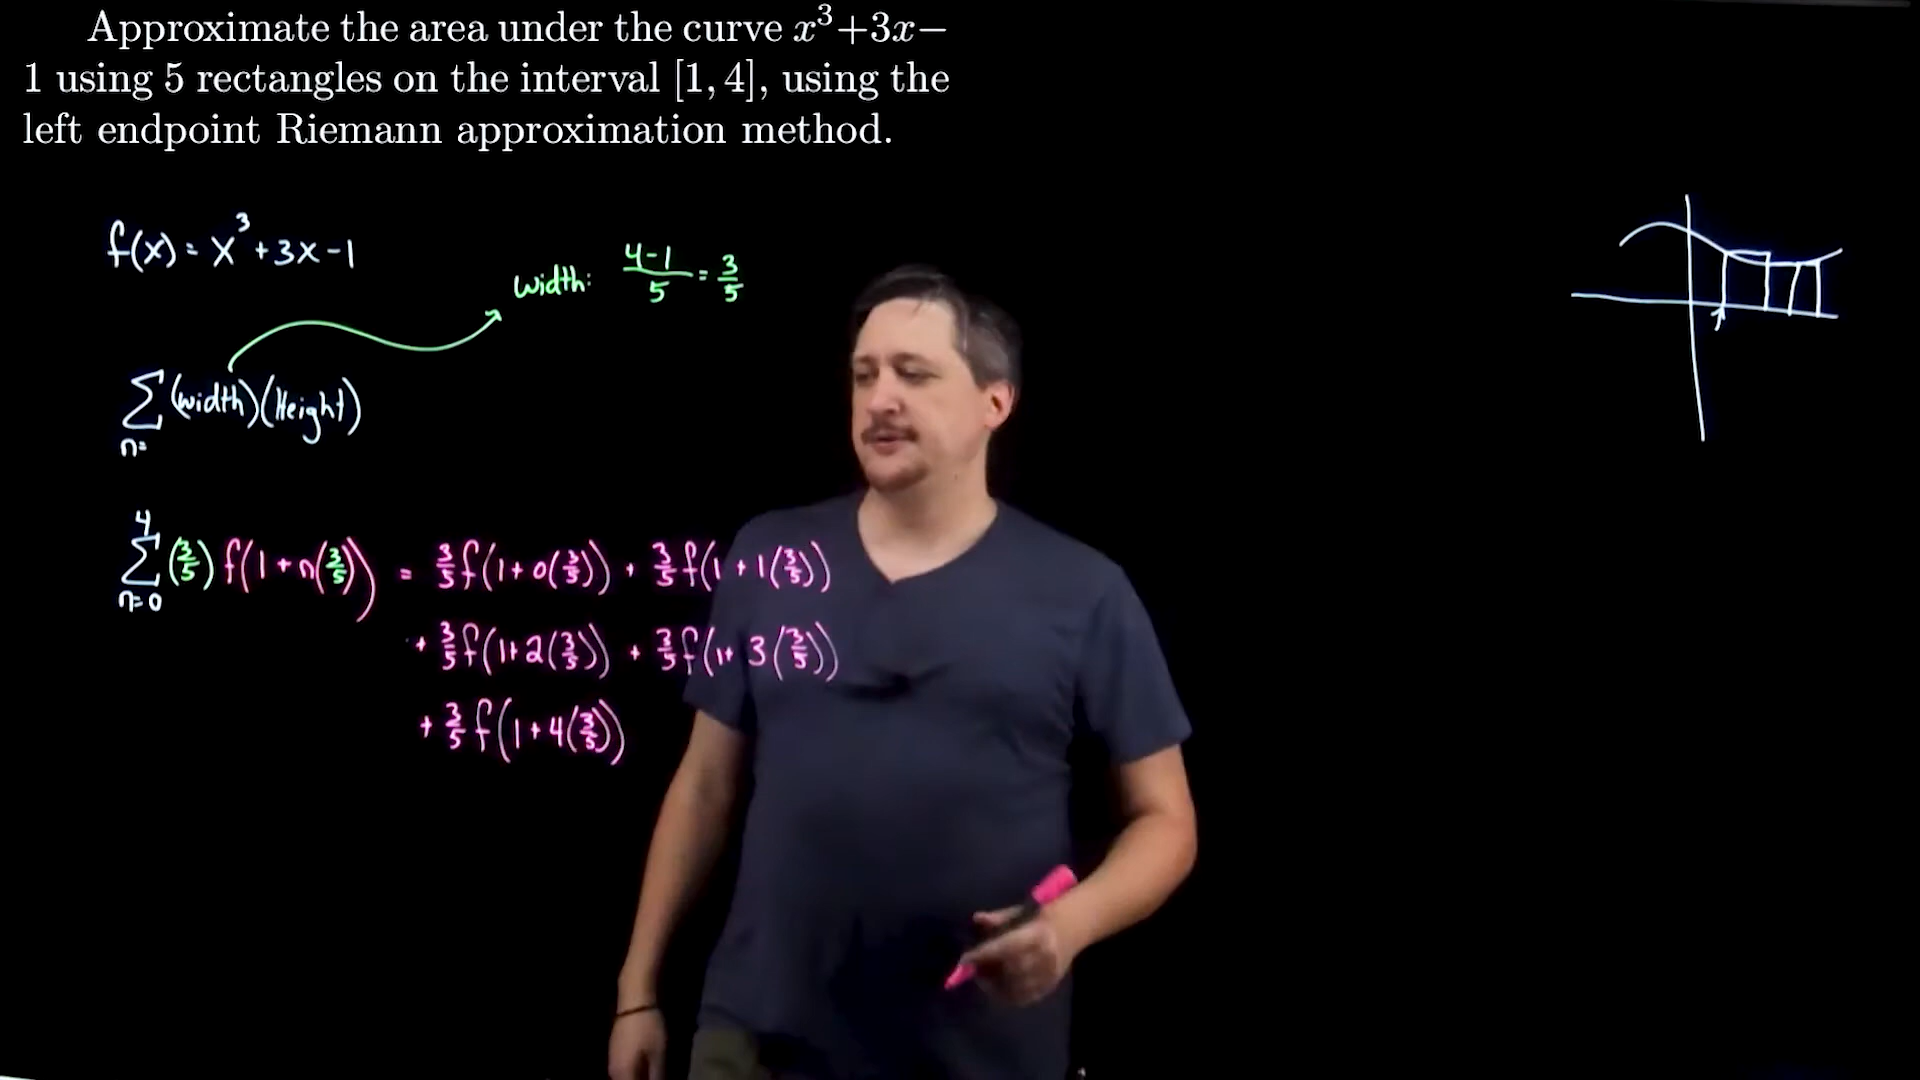 Approximate the area under the curve x³+3x−
1 using 5 rectangles on the interval [1, 4], using the
left endpoint Riemann approximation method.
f(x) = x³ + 3x - 1
width: (4-1)/5 = 3/5
∑ n= (width)(Height)
∑ n=0 4 (3/5) f(1 + n(3/5)) = 3/5 f(1 + 0(3/5)) + 3/5 f(1 + 1(3/5))
+ 3/5 f(1 + 2(3/5)) + 3/5 f(1 + 3(3/5))
+ 3/5 f(1 + 4(3/5))